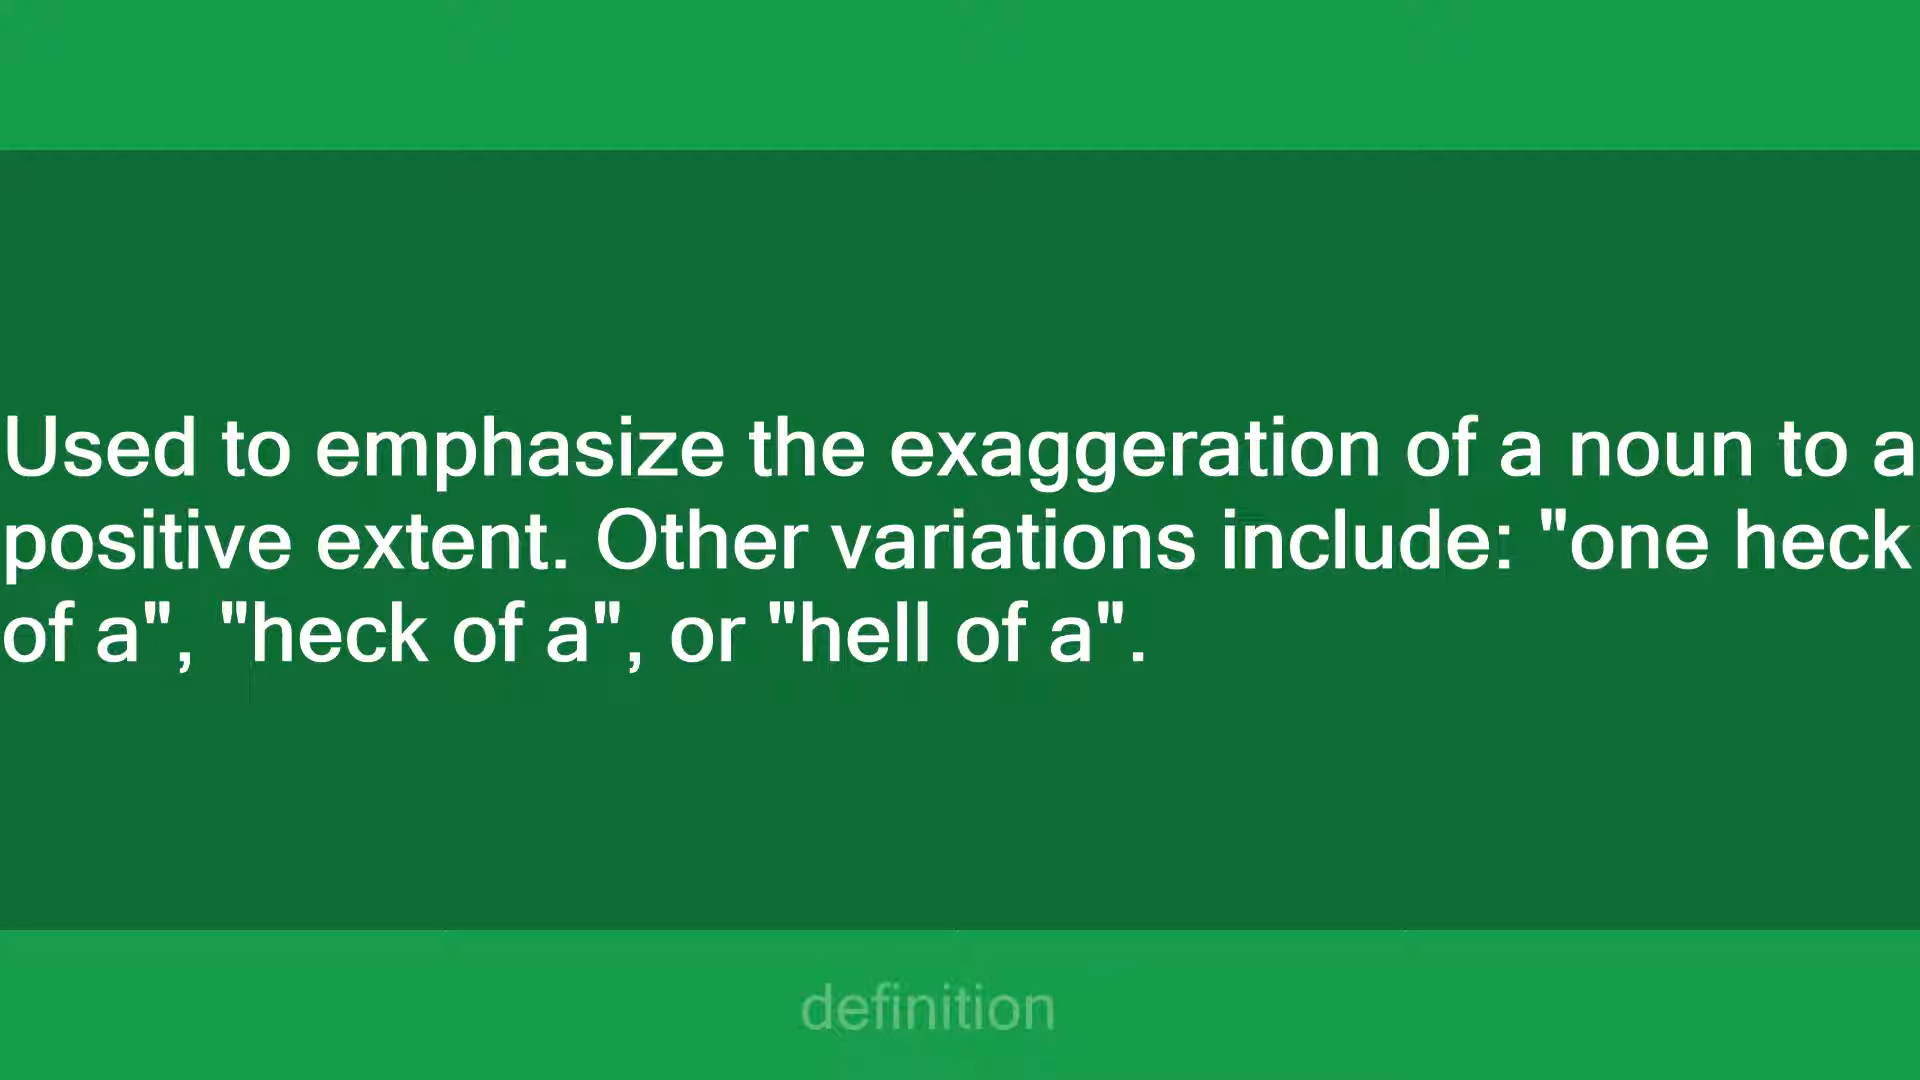 Used to emphasize the exaggeration of a noun to a
positive extent. Other variations include: "one heck
of a", "heck of a", or "hell of a".
definition